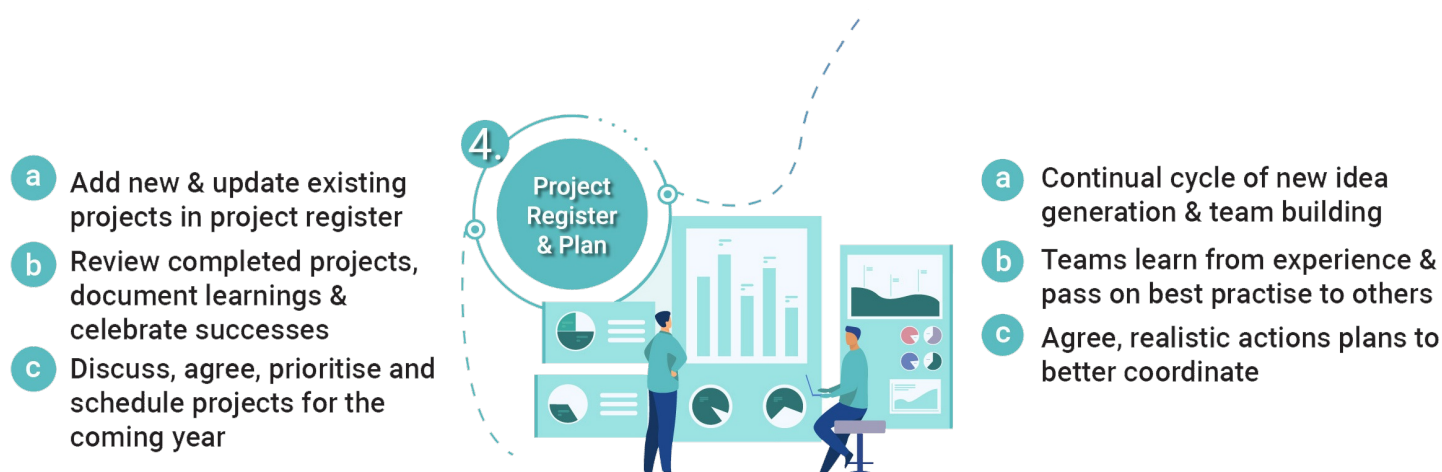 a
Add new & update existing
projects in project register
b
Review completed projects,
document learnings &
celebrate successes
c
Discuss, agree, prioritise and
schedule projects for the
coming year
4.
Project
Register
& Plan
a
Continual cycle of new idea
generation & team building
b
Teams learn from experience &
pass on best practise to others
c
Agree, realistic actions plans to
better coordinate